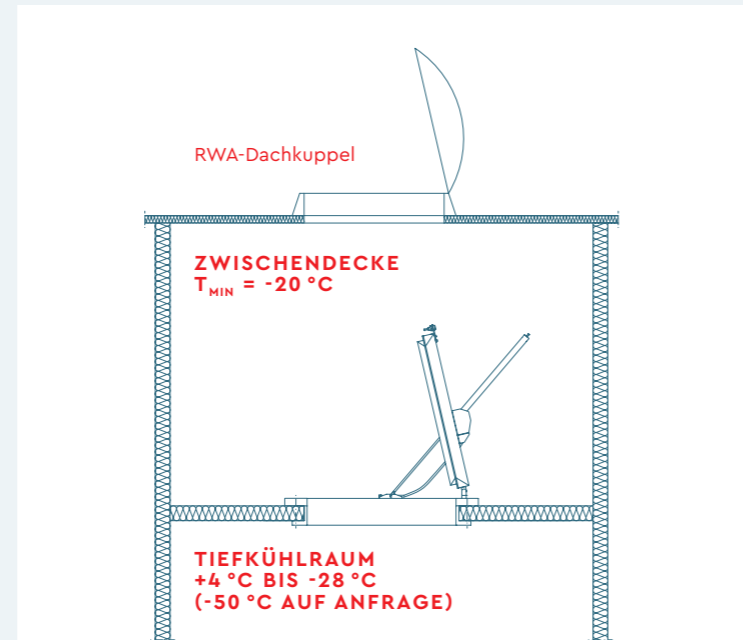 RWA-Dachkuppel
ZWISCHENDECKE
TMIN = -20 °C
TIEFKÜHLRAUM
+4 °C BIS -28 °C
(-50 °C AUF ANFRAGE)